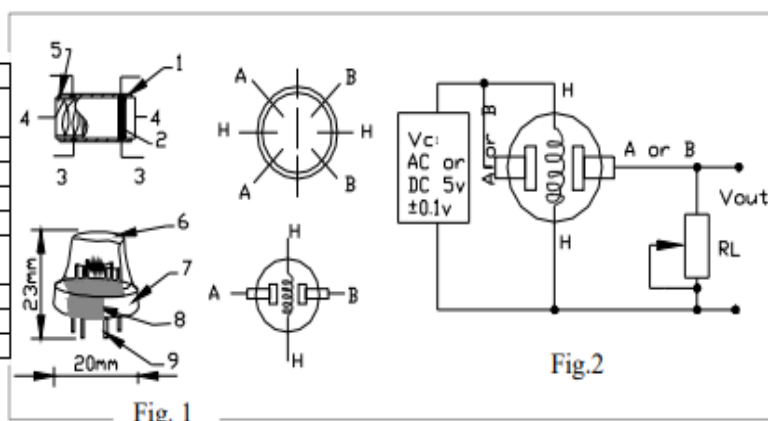 5
1
4
4
2
3
3
A
B
H
H
A
B
6
7
8
9
23mm
20mm
H
A
B
H
Fig. 1
Vc:
AC or
DC 5v
±0.1v
A or B
H
H
A or B
Vout
RL
Fig.2